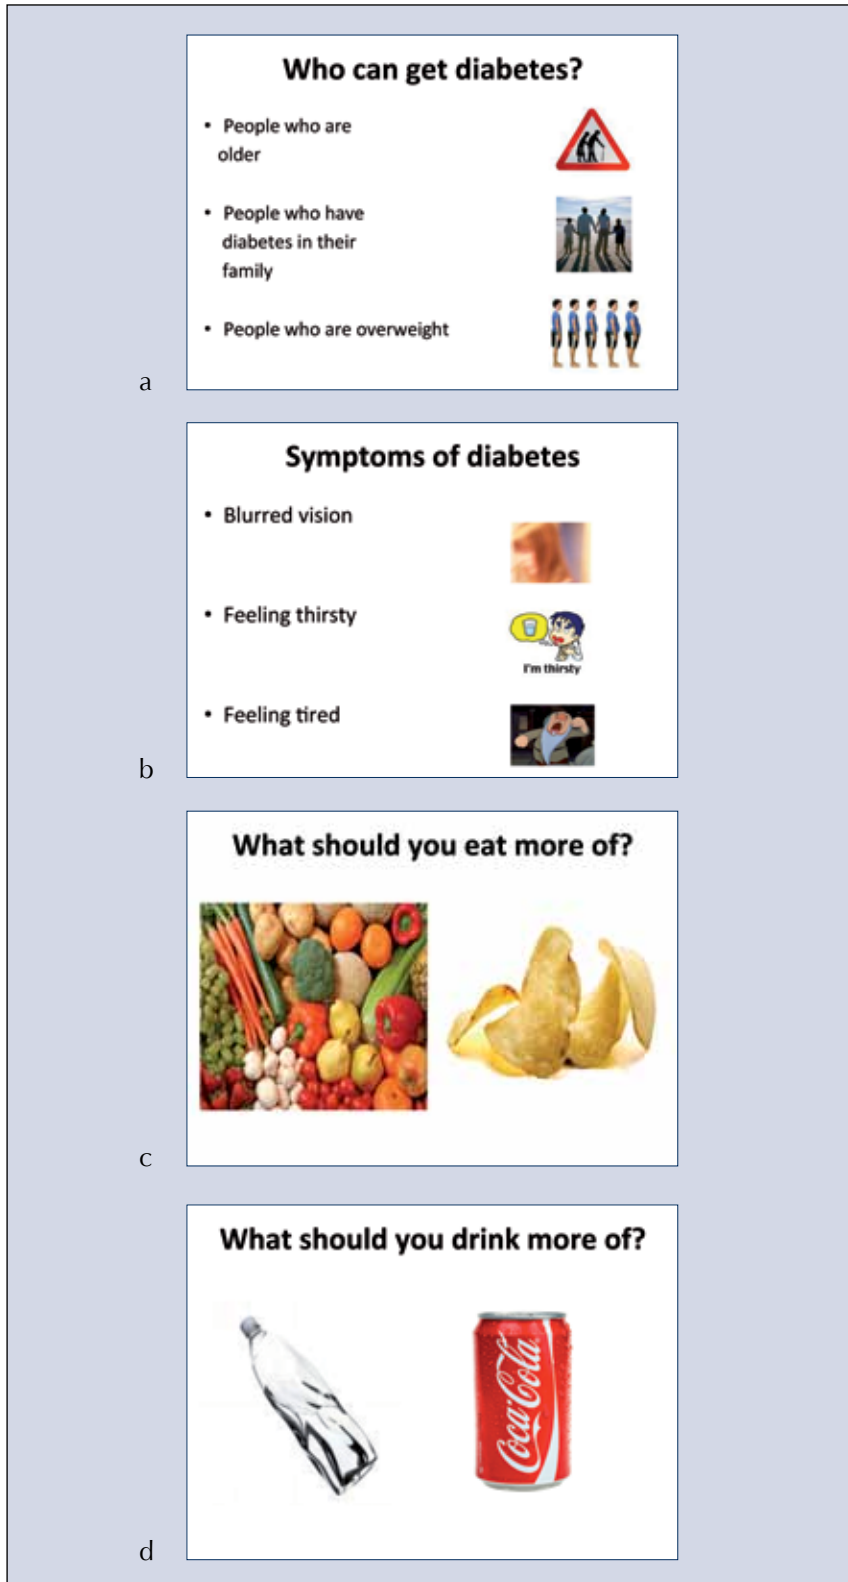 Who can get diabetes?
• People who are
older
• People who have
diabetes in their
family
• People who are overweight
a
Symptoms of diabetes
• Blurred vision
• Feeling thirsty
I'm thirsty
• Feeling tired
b
What should you eat more of?
c
What should you drink more of?
Coca-Cola
d